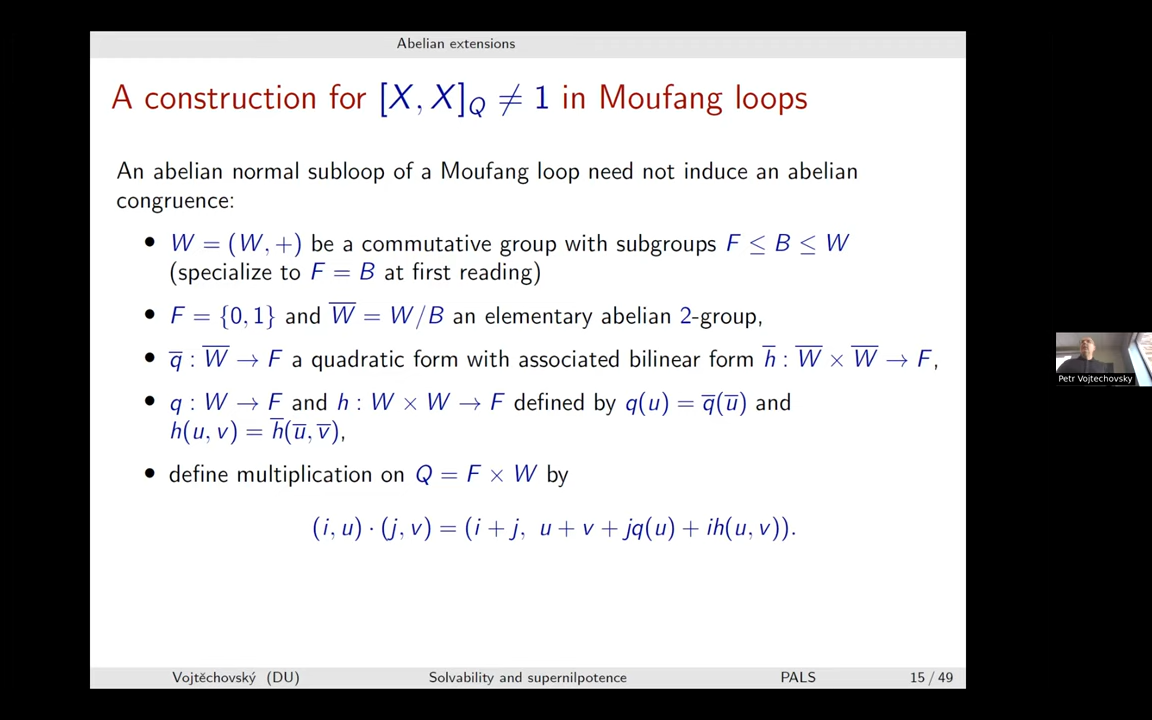 Abelian extensions
A construction for [X, X]_Q ≠ 1 in Moufang loops
An abelian normal subloop of a Moufang loop need not induce an abelian
congruence:
• W = (W, +) be a commutative group with subgroups F ≤ B ≤ W
(specialize to F = B at first reading)
• F = {0, 1} and W̅ = W/B an elementary abelian 2-group,
• q̅ : W̅ → F a quadratic form with associated bilinear form h̅ : W̅ × W̅ → F,
• q : W → F and h : W × W → F defined by q(u) = q̅(u̅) and
h(u, v) = h̅(u̅, v̅),
• define multiplication on Q = F × W by
(i, u) · (j, v) = (i + j, u + v + jq(u) + ih(u, v)).
Petr Vojtechovsky
Vojtěchovský (DU) Solvability and supernilpotence PALS 15 / 49